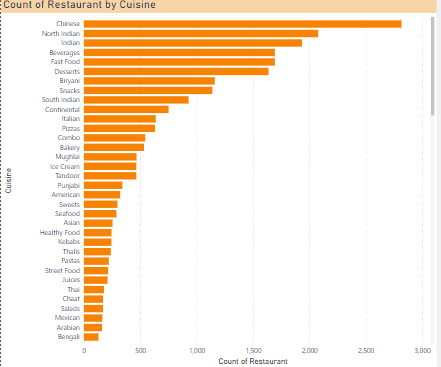 Count of Restaurant by Cuisine
Chinese
North Indian
Indian
Beverages
Fast Food
Desserts
Biryani
Snacks
South Indian
Continental
Italian
Pizzas
Combo
Bakery
Mughlai
Ice Cream
Tandoor
Punjabi
American
Sweets
Seafood
Asian
Healthy Food
Kebabs
Thalis
Pastas
Street Food
Juices
Thai
Chaat
Salads
Mexican
Arabian
Bengali
Cuisine
0 500 1,000 1,500 2,000 2,500 3,000
Count of Restaurant